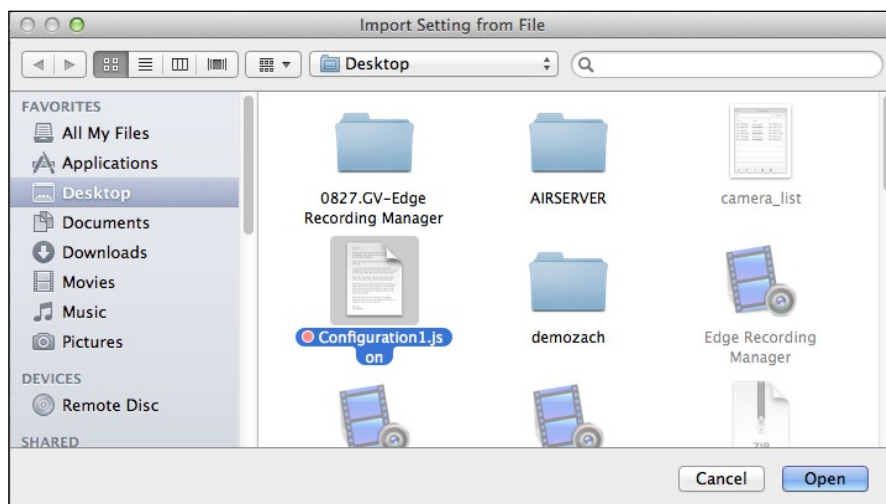 Import Setting from File
Desktop
FAVORITES
All My Files
Applications
Desktop
Documents
Downloads
Movies
Music
Pictures
DEVICES
Remote Disc
SHARED
0827.GV-Edge
Recording Manager
AIRSERVER
camera_list
Configuration1.js
on
demozach
Edge Recording
Manager
ZIP
Cancel
Open